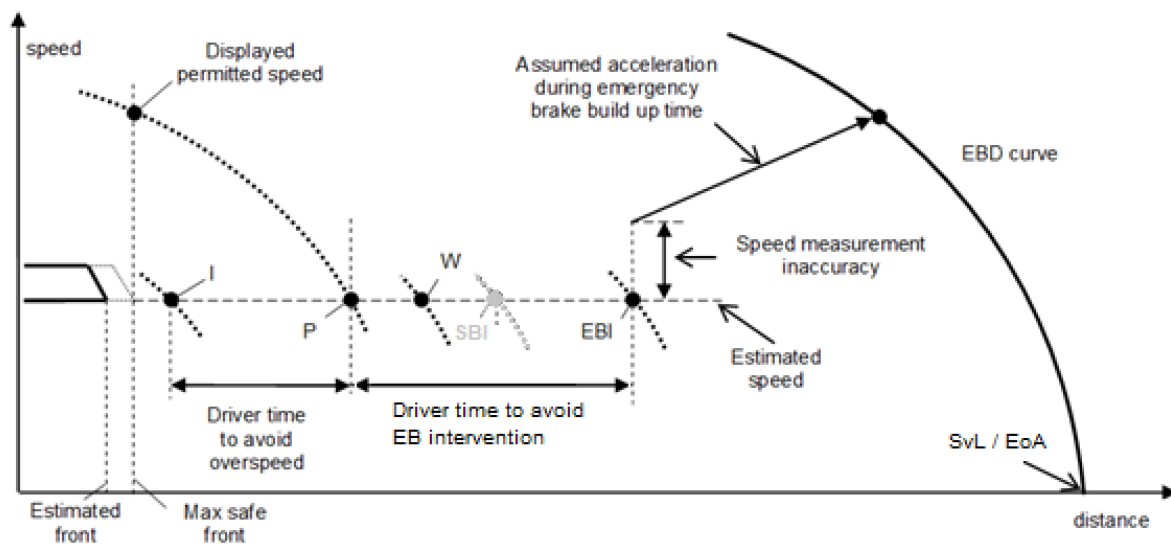 speed
Displayed
permitted speed
Assumed acceleration
during emergency
brake build up time
EBD curve
I
W
Speed measurement
inaccuracy
P
SBI
EBI
Estimated
speed
Driver time
to avoid
overspeed
Driver time to avoid
EB intervention
SvL / EoA
Estimated
front
Max safe
front
distance